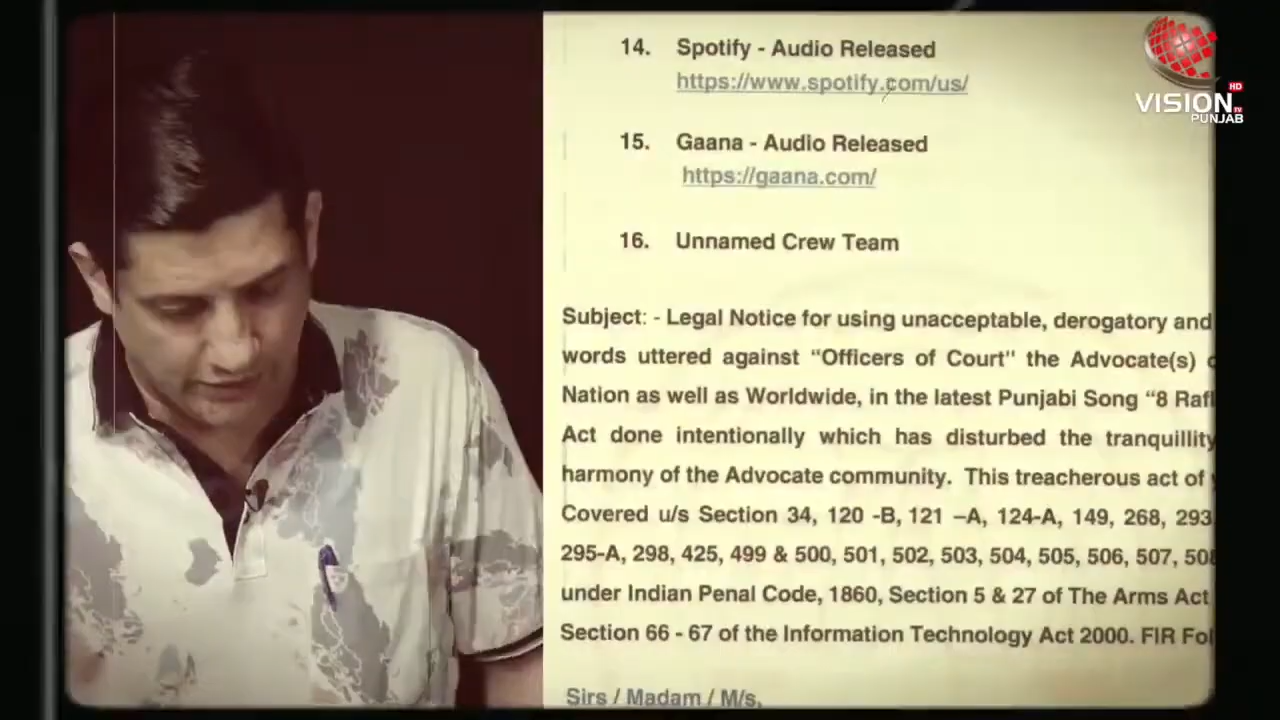 14. Spotify - Audio Released
https://www.spotify.com/us/
15. Gaana - Audio Released
https://gaana.com/
16. Unnamed Crew Team
Subject: - Legal Notice for using unacceptable, derogatory and
words uttered against “Officers of Court" the Advocate(s)
Nation as well as Worldwide, in the latest Punjabi Song “8
Act done intentionally which has disturbed the tranquillity
harmony of the Advocate community. This treacherous act of
Covered u/s Section 34, 120 -B, 121 –A, 124-A, 149, 268, 293
295-A, 298, 425, 499 & 500, 501, 502, 503, 504, 505, 506, 507,
under Indian Penal Code, 1860, Section 5 & 27 of The Arms Act
Section 66 - 67 of the Information Technology Act 2000. FIR
Sirs / Madam / M/s,
HD
VISION TV
PUNJAB